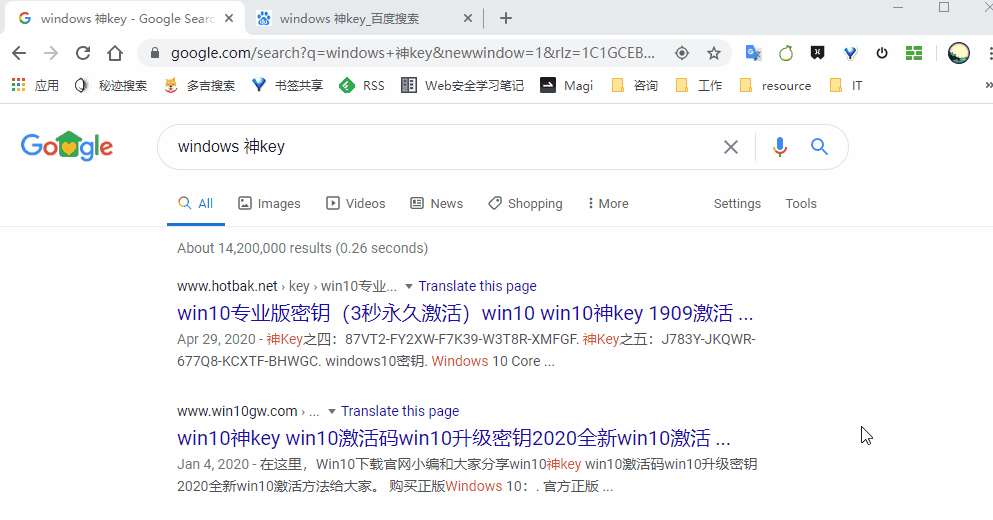 windows 神key - Google Searc
windows 神key_百度搜索
google.com/search?q=windows+神key&newwindow=1&rlz=1C1GCEB...
应用 秘迹搜索 多吉搜索 书签分享 RSS Web安全学习笔记 Magi 咨询 工作 resource IT »
Google
windows 神key
All Images Videos News Shopping More Settings Tools
About 14,200,000 results (0.26 seconds)
www.hotbak.net › key › win10专业... Translate this page
win10专业版密钥（3秒永久激活）win10 win10神key 1909激活 ...
Apr 29, 2020 - 神Key之四：87VT2-FY2XW-F7K39-W3T8R-XMFGF. 神Key之五：J783Y-JKQWR-
677Q8-KCXTF-BHWGC. windows10密钥. Windows 10 Core ...
www.win10gw.com › ... Translate this page
win10神key win10激活码win10升级密钥2020全新win10激活 ...
Jan 4, 2020 - 在这里，Win10下载官网小编和大家分享win10神key win10激活码win10升级密钥
2020全新win10激活方法给大家。 购买正版Windows 10：. 官方正版 ...